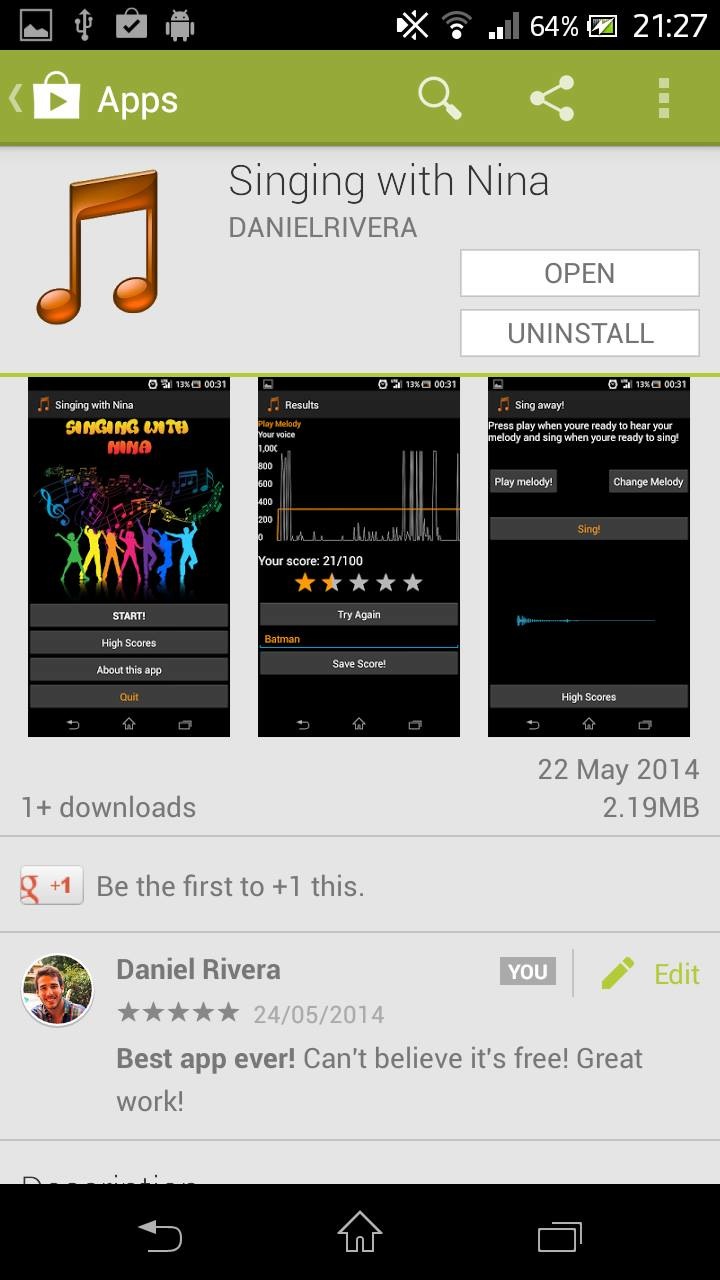 64% 21:27
Apps
Singing with Nina
DANIELRIVERA
OPEN
UNINSTALL
13% 00:31
Singing with Nina
SINGING WITH
NINA
START!
High Scores
About this app
Quit
13% 00:31
Results
Play Melody
Your voice
1,000
800
600
400
200
0
Your score: 21/100
Try Again
Batman
Save Score!
13% 00:31
Sing away!
Press play when youre ready to hear your
melody and sing when youre ready to sing!
Play melody! Change Melody
Sing!
High Scores
22 May 2014
1+ downloads 2.19MB
g +1 Be the first to +1 this.
Daniel Rivera YOU Edit
24/05/2014
Best app ever! Can't believe it's free! Great
work!
Description